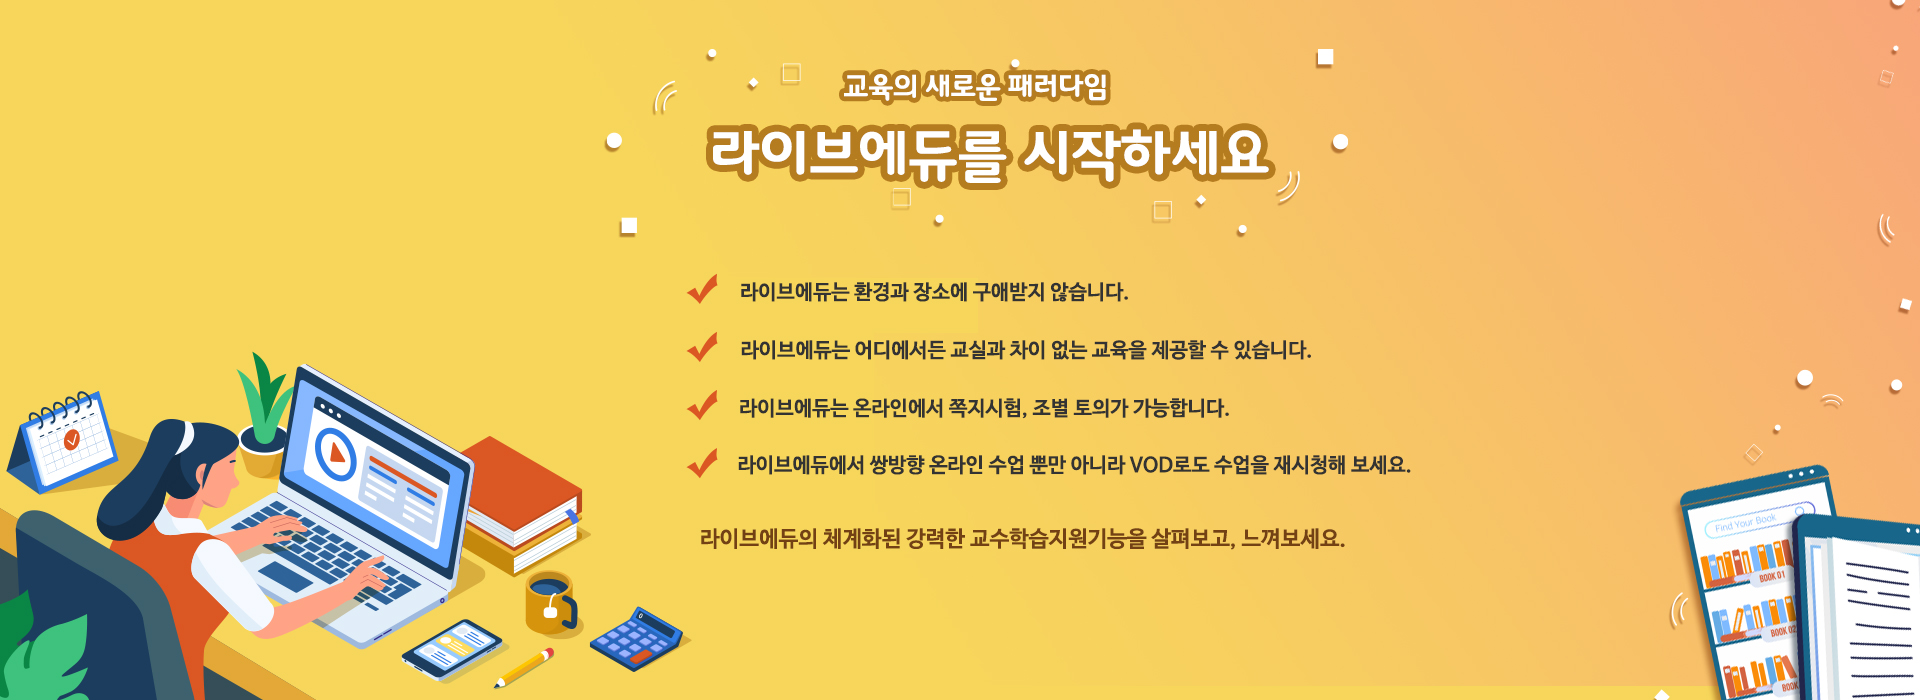 교육의 새로운 패러다임
라이브에듀를 시작하세요
라이브에듀는 환경과 장소에 구애받지 않습니다.
라이브에듀는 어디에서든 교실과 차이 없는 교육을 제공할 수 있습니다.
라이브에듀는 온라인에서 쪽지시험, 조별 토의가 가능합니다.
라이브에듀에서 쌍방향 온라인 수업 뿐만 아니라 VOD로도 수업을 재시청해 보세요.
라이브에듀의 체계화된 강력한 교수학습지원기능을 살펴보고, 느껴보세요.
Find Your Book
BOOK 01
BOOK 02
BOOK
0